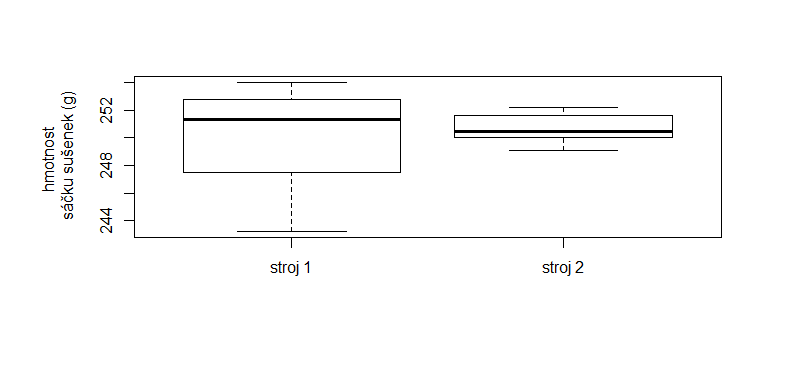 hmotnost
sáčku sušenek (g)
252
248
244
stroj 1
stroj 2